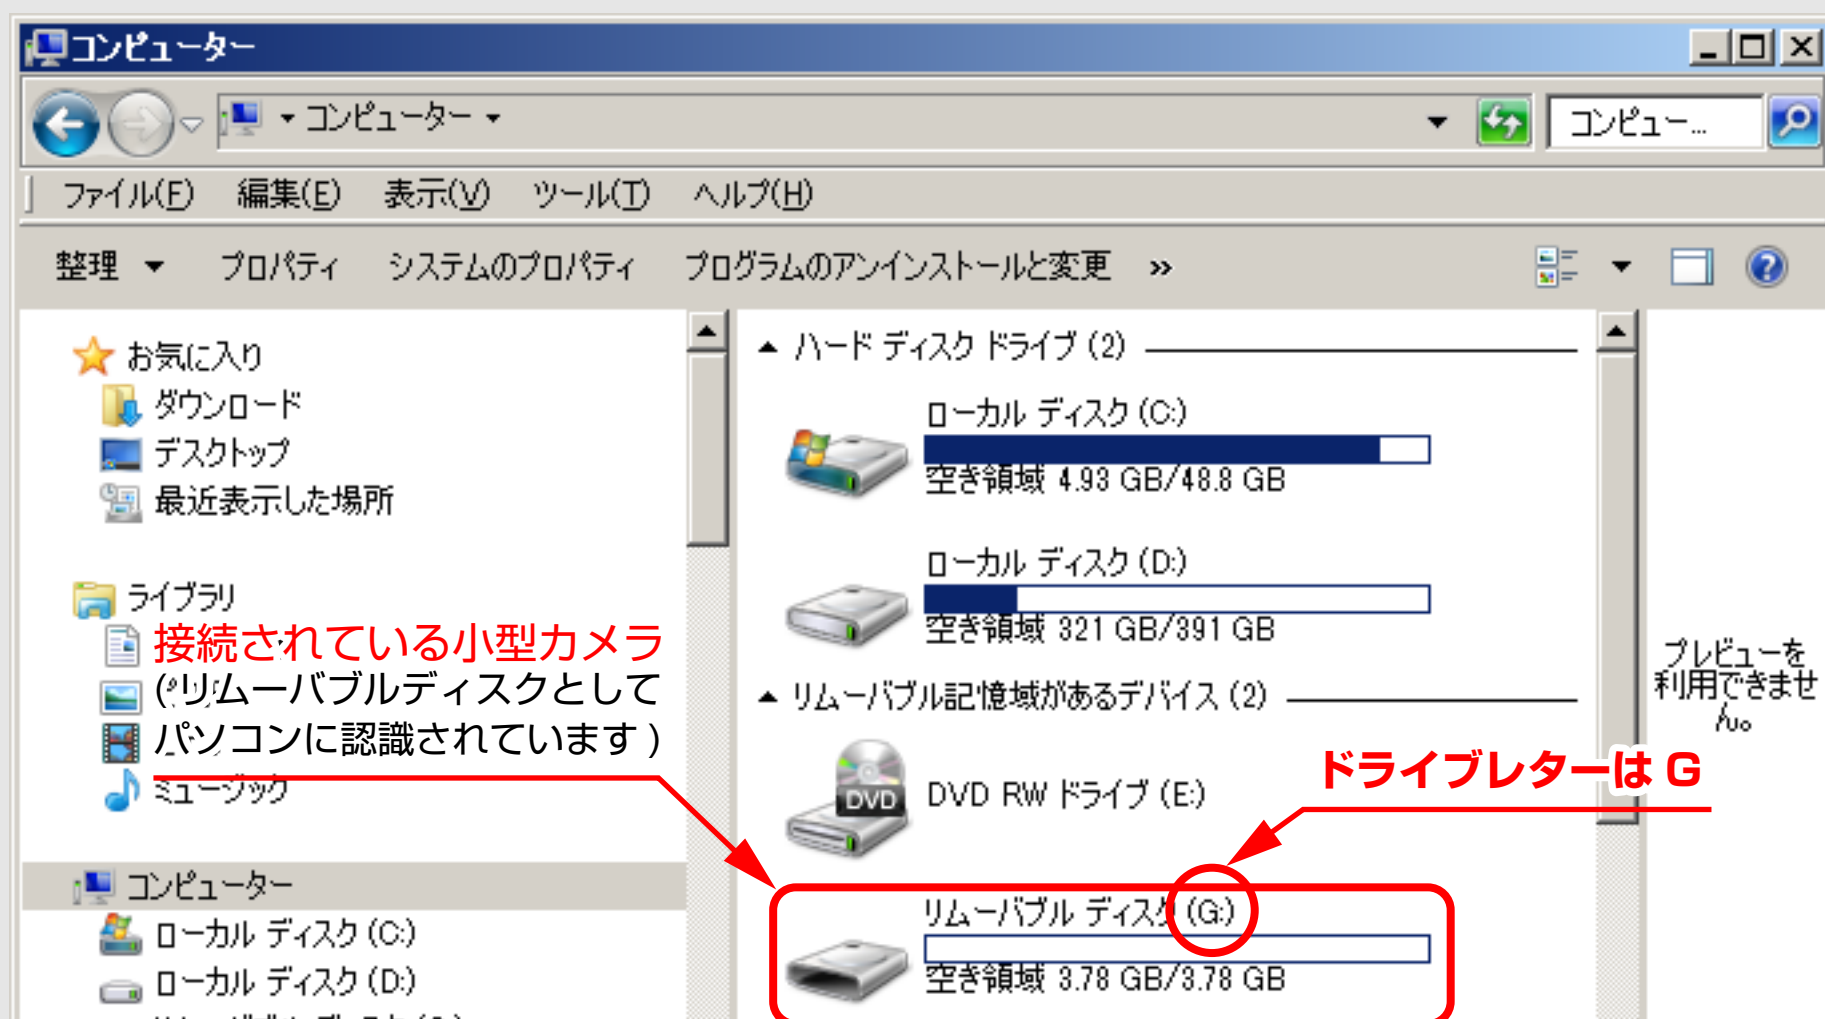 コンピューター
コンピューター
コンピュー...
ファイル(F) 編集(E) 表示(V) ツール(T) ヘルプ(H)
整理 プロパティ システムのプロパティ プログラムのアンインストールと変更 »
お気に入り
ダウンロード
デスクトップ
最近表示した場所
ライブラリ
接続されている小型カメラ
(リムーバブルディスクとして
パソコンに認識されています)
ミュージック
コンピューター
ローカル ディスク (C:)
ローカル ディスク (D:)
ハード ディスク ドライブ (2)
ローカル ディスク (C:)
空き領域 4.93 GB/48.8 GB
ローカル ディスク (D:)
空き領域 321 GB/391 GB
リムーバブル記憶域があるデバイス (2)
ドライブレターは G
DVD
DVD RW ドライブ (E:)
リムーバブル ディスク (G:)
空き領域 3.78 GB/3.78 GB
プレビューを
利用できませ
ん。